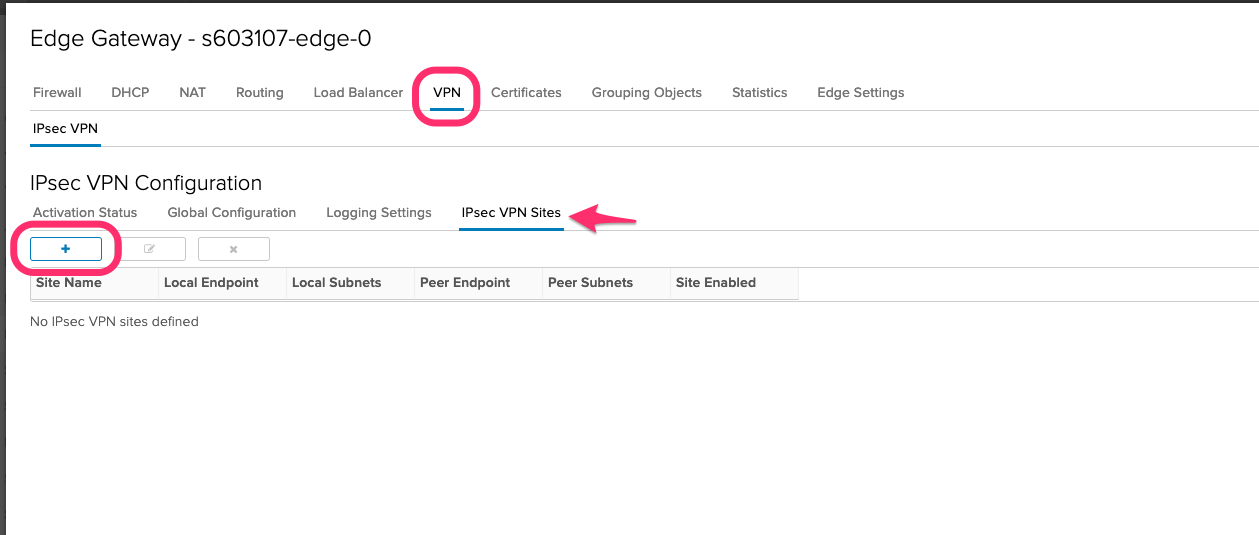 Edge Gateway - s603107-edge-0
Firewall DHCP NAT Routing Load Balancer VPN Certificates Grouping Objects Statistics Edge Settings
IPsec VPN
IPsec VPN Configuration
Activation Status Global Configuration Logging Settings IPsec VPN Sites
Site Name Local Endpoint Local Subnets Peer Endpoint Peer Subnets Site Enabled
No IPsec VPN sites defined